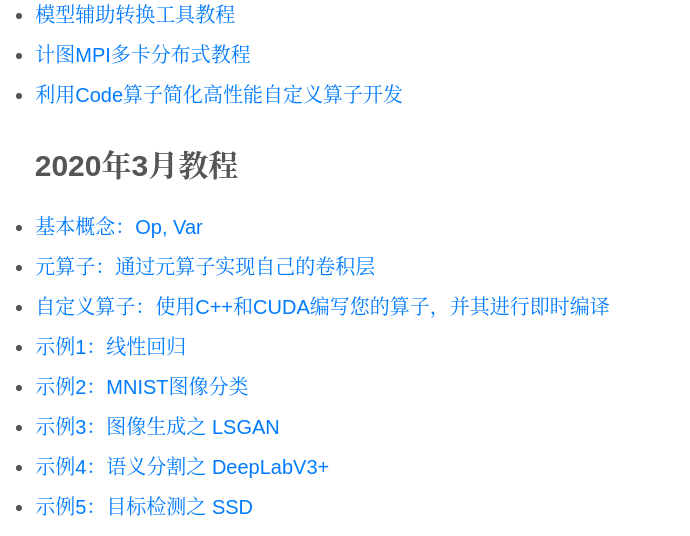 模型辅助转换工具教程
计图MPI多卡分布式教程
利用Code算子简化高性能自定义算子开发
2020年3月教程
基本概念：Op, Var
元算子：通过元算子实现自己的卷积层
自定义算子：使用C++和CUDA编写您的算子，并其进行即时编译
示例1：线性回归
示例2：MNIST图像分类
示例3：图像生成之 LSGAN
示例4：语义分割之 DeepLabV3+
示例5：目标检测之 SSD